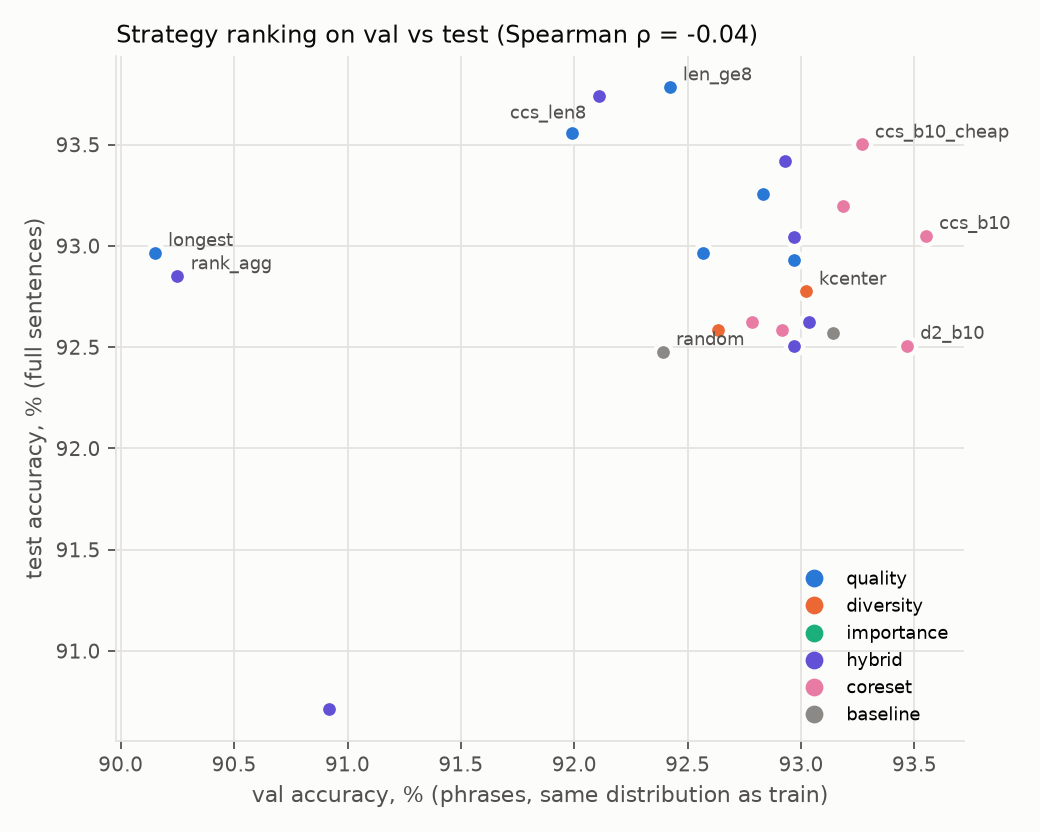 Strategy ranking on val vs test (Spearman ρ = -0.04)
len_ge8
ccs_len8
ccs_b10_cheap
ccs_b10
longest
rank_agg
kcenter
random
d2_b10
93.5
93.0
92.5
92.0
91.5
91.0
test accuracy, % (full sentences)
quality
diversity
importance
hybrid
coreset
baseline
90.0 90.5 91.0 91.5 92.0 92.5 93.0 93.5
val accuracy, % (phrases, same distribution as train)